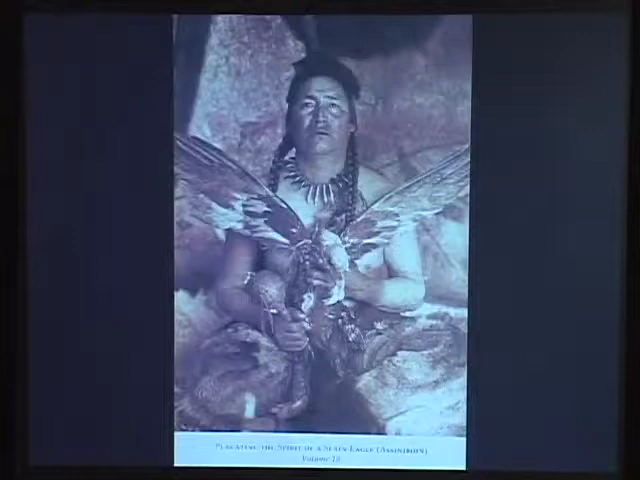 Placating the Spirit of a Slain Eagle (Assiniboin)
Volume 18